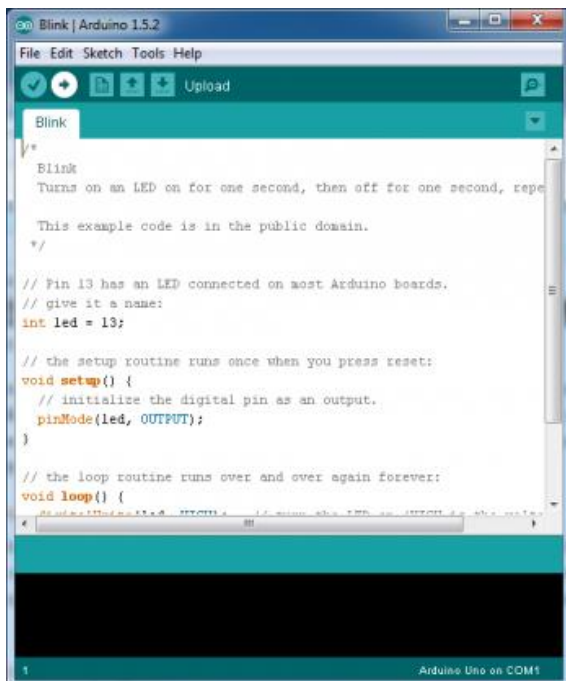 Blink | Arduino 1.5.2
File Edit Sketch Tools Help
Upload
Blink
/*
Blink
Turns on an LED on for one second, then off for one second, repe
This example code is in the public domain.
*/
// Pin 13 has an LED connected on most Arduino boards.
// give it a name:
int led = 13;
// the setup routine runs once when you press reset:
void setup() {
// initialize the digital pin as an output.
pinMode(led, OUTPUT);
}
// the loop routine runs over and over again forever:
void loop() {
1
Arduino Uno on COM1